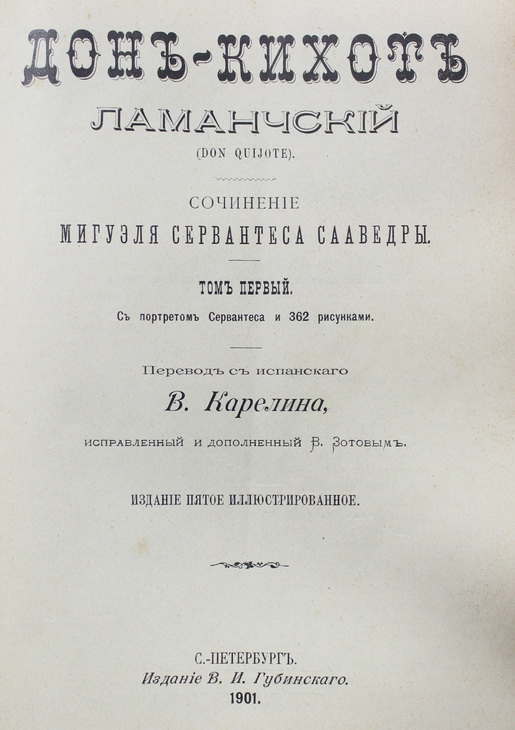 ДОНЪ-КИХОТЪ
ЛАМАНЧСКІЙ
(DON QUIJOTE).
СОЧИНЕНІЕ
МИГУЭЛЯ СЕРВАНТЕСА СААВЕДРЫ.
ТОМЪ ПЕРВЫЙ.
Съ портретомъ Сервантеса и 362 рисунками.
Переводъ съ испанскаго
В. Карелина,
ИСПРАВЛЕННЫЙ И ДОПОЛНЕННЫЙ В. ЗОТОВЫМЪ.
ИЗДАНІЕ ПЯТОЕ ИЛЛЮСТРИРОВАННОЕ.
С.-ПЕТЕРБУРГЪ.
Изданіе В. И. Губинскаго.
1901.